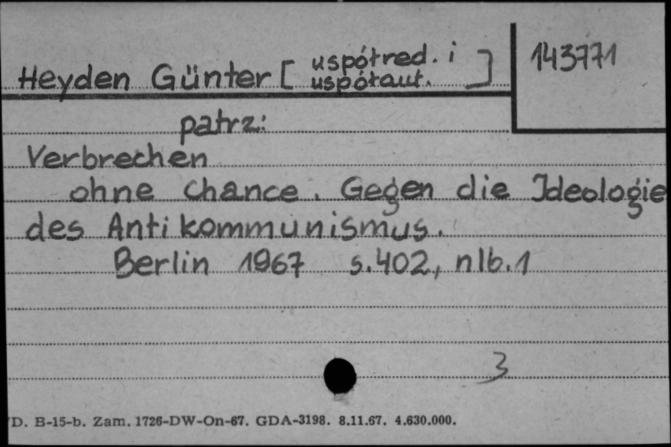 Heyden Günter [ uspółred. i uspółaut. ] 143771
patrz:
Verbrechen
ohne chance. Gegen die Ideologie
des Antikommunismus.
Berlin 1967 s.402, nlb.1
3
D. B-15-b. Zam. 1726-DW-On-67. GDA-3198. 8.11.67. 4.630.000.